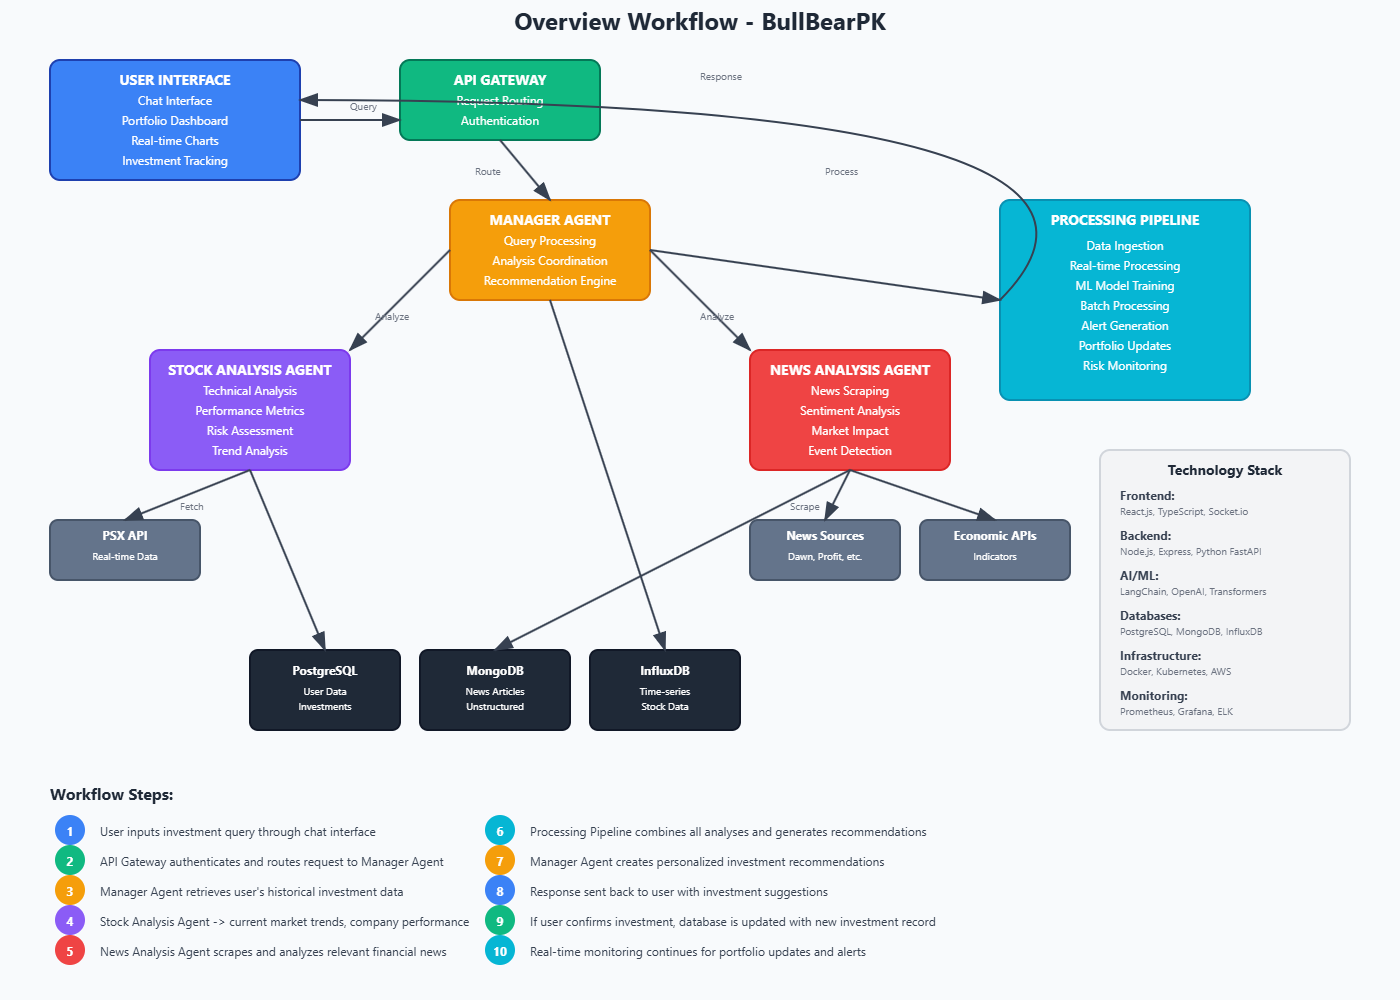 Overview Workflow - BullBearPK
USER INTERFACE
Chat Interface
Portfolio Dashboard
Real-time Charts
Investment Tracking
Query
API GATEWAY
Request Routing
Authentication
Response
Route
Process
MANAGER AGENT
Query Processing
Analysis Coordination
Recommendation Engine
PROCESSING PIPELINE
Data Ingestion
Real-time Processing
ML Model Training
Batch Processing
Alert Generation
Portfolio Updates
Risk Monitoring
Analyze
Analyze
STOCK ANALYSIS AGENT
Technical Analysis
Performance Metrics
Risk Assessment
Trend Analysis
NEWS ANALYSIS AGENT
News Scraping
Sentiment Analysis
Market Impact
Event Detection
Fetch
Scrape
PSX API
Real-time Data
News Sources
Dawn, Profit, etc.
Economic APIs
Indicators
PostgreSQL
User Data
Investments
MongoDB
News Articles
Unstructured
InfluxDB
Time-series
Stock Data
Technology Stack
Frontend:
React.js, TypeScript, Socket.io
Backend:
Node.js, Express, Python FastAPI
AI/ML:
LangChain, OpenAI, Transformers
Databases:
PostgreSQL, MongoDB, InfluxDB
Infrastructure:
Docker, Kubernetes, AWS
Monitoring:
Prometheus, Grafana, ELK
Workflow Steps:
1 User inputs investment query through chat interface
2 API Gateway authenticates and routes request to Manager Agent
3 Manager Agent retrieves user's historical investment data
4 Stock Analysis Agent -> current market trends, company performance
5 News Analysis Agent scrapes and analyzes relevant financial news
6 Processing Pipeline combines all analyses and generates recommendations
7 Manager Agent creates personalized investment recommendations
8 Response sent back to user with investment suggestions
9 If user confirms investment, database is updated with new investment record
10 Real-time monitoring continues for portfolio updates and alerts